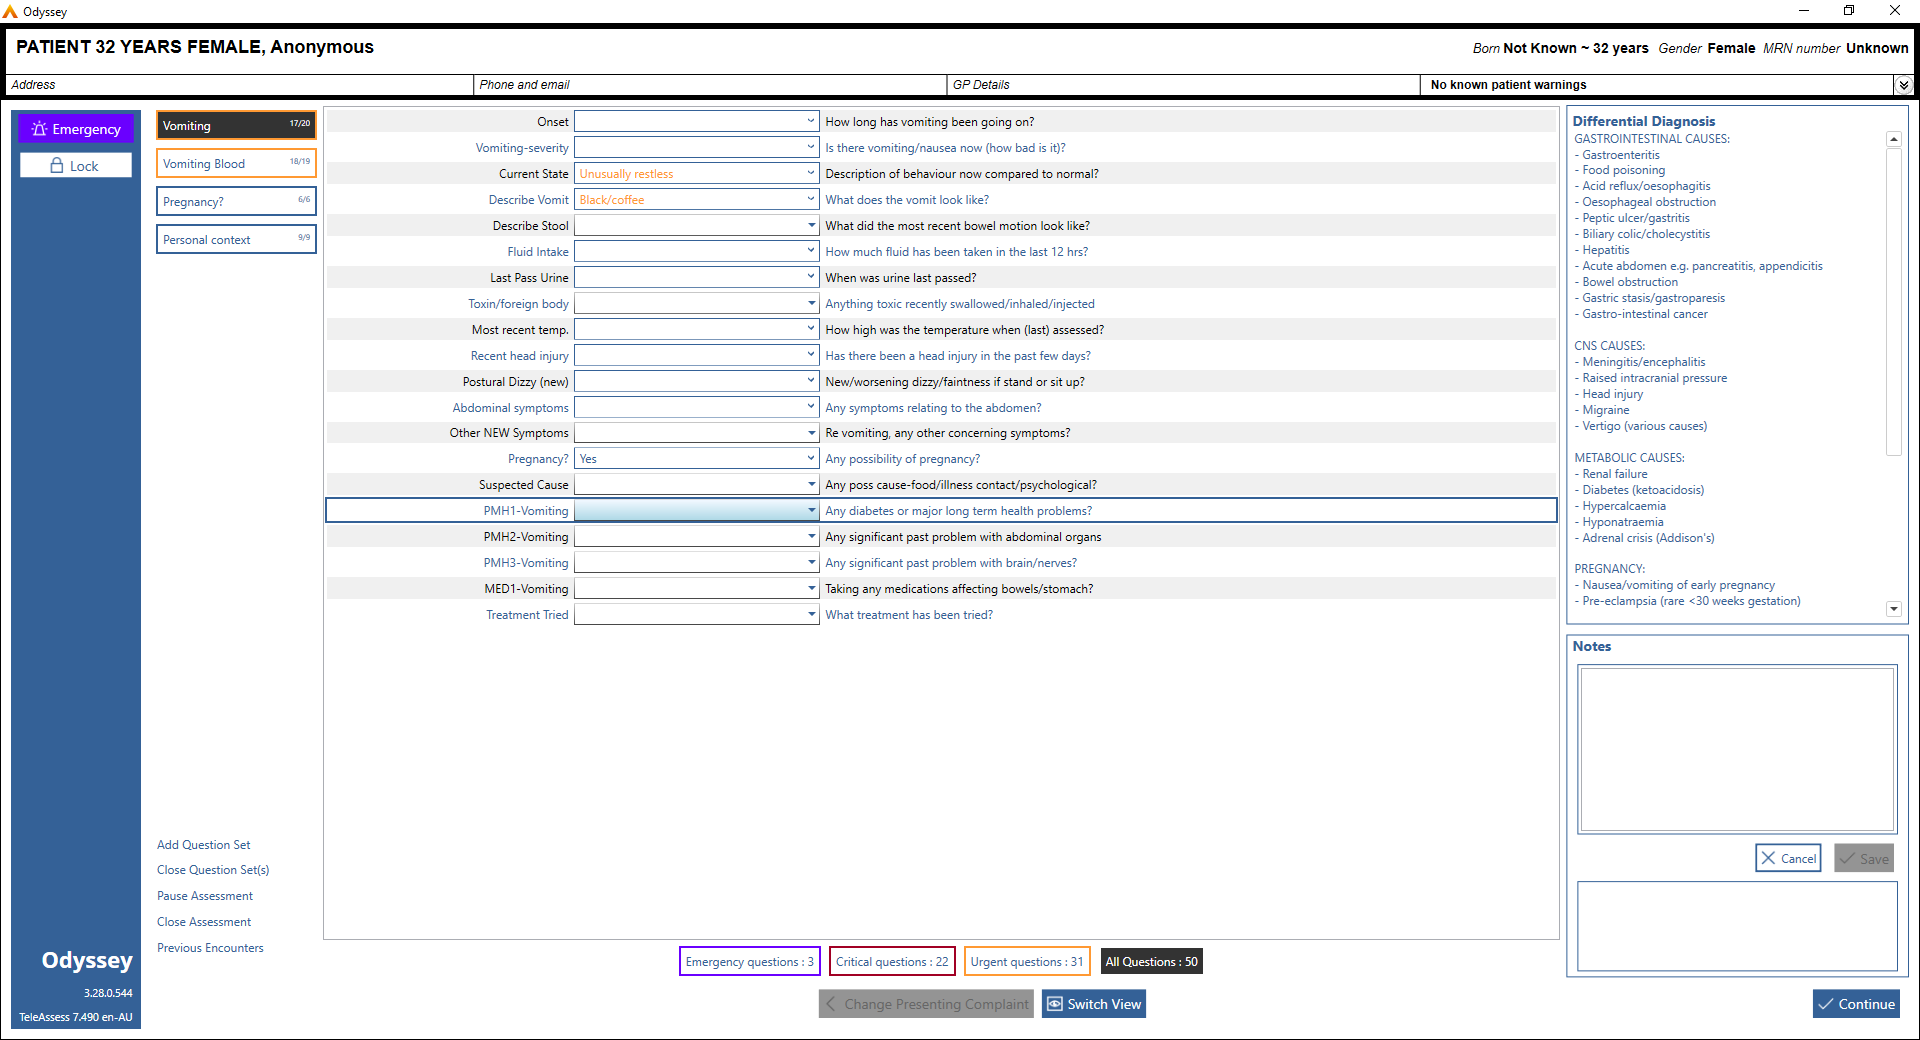 Odyssey
PATIENT 32 YEARS FEMALE, Anonymous
Born Not Known ~ 32 years Gender Female MRN number Unknown
Address
Phone and email
GP Details
No known patient warnings
Emergency
Lock
Vomiting 17/20
Vomiting Blood 18/19
Pregnancy? 6/6
Personal context 9/9
Add Question Set
Close Question Set(s)
Pause Assessment
Close Assessment
Previous Encounters
Odyssey
3.28.0.544
TeleAssess 7.490 en-AU
Onset How long has vomiting been going on?
Vomiting-severity Is there vomiting/nausea now (how bad is it)?
Current State Unusually restless Description of behaviour now compared to normal?
Describe Vomit Black/coffee What does the vomit look like?
Describe Stool What did the most recent bowel motion look like?
Fluid Intake How much fluid has been taken in the last 12 hrs?
Last Pass Urine When was urine last passed?
Toxin/foreign body Anything toxic recently swallowed/inhaled/injected
Most recent temp. How high was the temperature when (last) assessed?
Recent head injury Has there been a head injury in the past few days?
Postural Dizzy (new) New/worsening dizzy/faintness if stand or sit up?
Abdominal symptoms Any symptoms relating to the abdomen?
Other NEW Symptoms Re vomiting, any other concerning symptoms?
Pregnancy? Yes Any possibility of pregnancy?
Suspected Cause Any poss cause-food/illness contact/psychological?
PMH1-Vomiting Any diabetes or major long term health problems?
PMH2-Vomiting Any significant past problem with abdominal organs
PMH3-Vomiting Any significant past problem with brain/nerves?
MED1-Vomiting Taking any medications affecting bowels/stomach?
Treatment Tried What treatment has been tried?
Emergency questions : 3
Critical questions : 22
Urgent questions : 31
All Questions : 50
Change Presenting Complaint
Switch View
Differential Diagnosis
GASTROINTESTINAL CAUSES:
- Gastroenteritis
- Food poisoning
- Acid reflux/oesophagitis
- Oesophageal obstruction
- Peptic ulcer/gastritis
- Biliary colic/cholecystitis
- Hepatitis
- Acute abdomen e.g. pancreatitis, appendicitis
- Bowel obstruction
- Gastric stasis/gastroparesis
- Gastro-intestinal cancer
CNS CAUSES:
- Meningitis/encephalitis
- Raised intracranial pressure
- Head injury
- Migraine
- Vertigo (various causes)
METABOLIC CAUSES:
- Renal failure
- Diabetes (ketoacidosis)
- Hypercalcaemia
- Hyponatraemia
- Adrenal crisis (Addison's)
PREGNANCY:
- Nausea/vomiting of early pregnancy
- Pre-eclampsia (rare <30 weeks gestation)
Notes
Cancel
Save
Continue